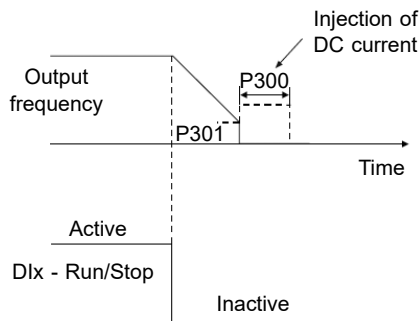 Injection of
DC current
P300
Output
frequency
P301
Time
Active
DIx - Run/Stop
Inactive